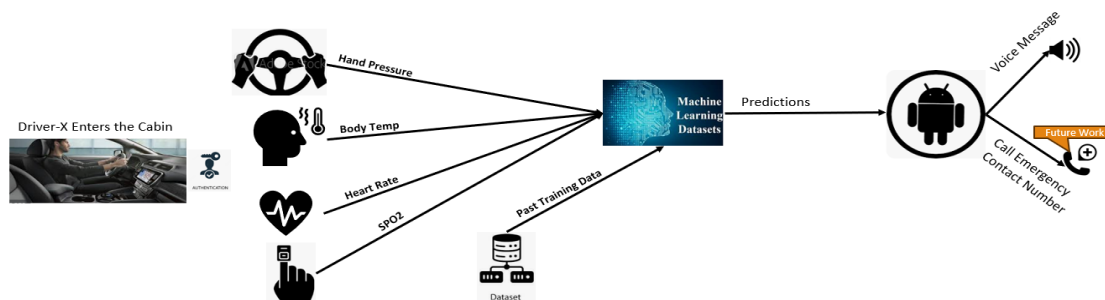 Driver-X Enters the Cabin
AUTHENTICATION
Hand Pressure
Body Temp
Heart Rate
SPO2
Past Training Data
Dataset
Machine
Learning
Datasets
Predictions
Voice Message
Future Work
Call Emergency
Contact Number